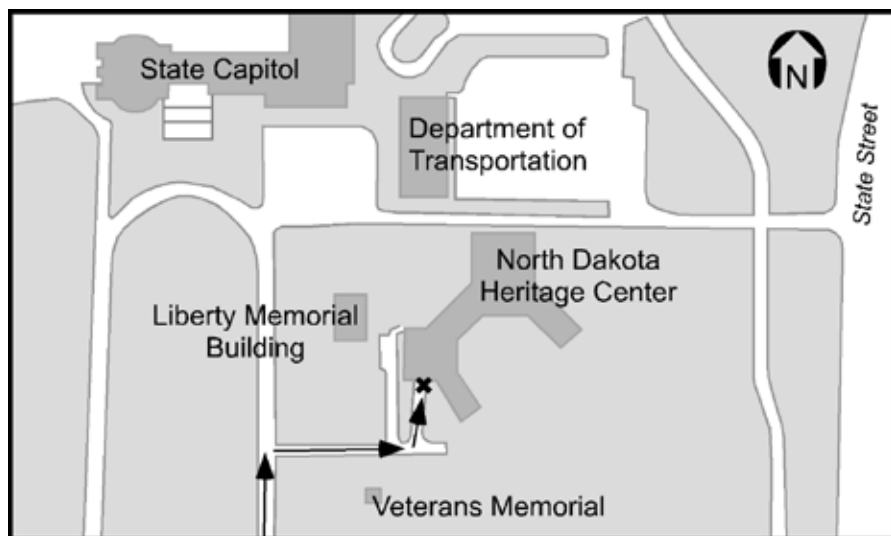 State Capitol
N
Department of
Transportation
State Street
North Dakota
Heritage Center
Liberty Memorial
Building
Veterans Memorial